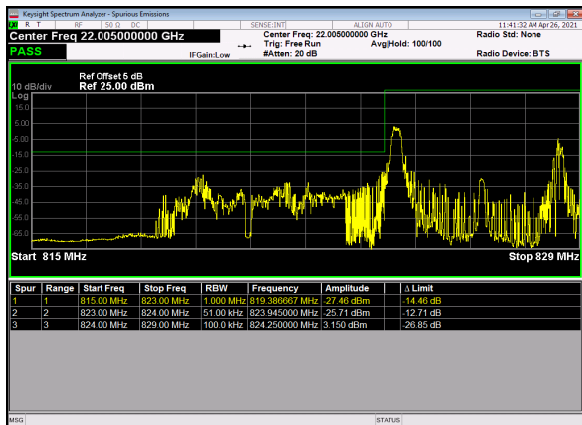 Keysight Spectrum Analyzer - Spurious Emissions
R T RF 50 Ω DC SENSE:INT ALIGN AUTO 11:41:32 AM Apr 26, 2021
Center Freq 22.005000000 GHz Center Freq: 22.005000000 GHz Radio Std: None
PASS Trig: Free Run Avg|Hold: 100/100
IFGain:Low #Atten: 20 dB Radio Device: BTS
Ref Offset 6 dB
10 dB/div Ref 25.00 dBm
Log
15.0
5.00
-5.00
-15.0
-25.0
-35.0
-45.0
-55.0
-65.0
Start 815 MHz Stop 829 MHz
Spur Range Start Freq Stop Freq RBW Frequency Amplitude Δ Limit
1 1 815.00 MHz 823.00 MHz 1.000 MHz 819.386667 MHz -27.46 dBm -14.46 dB
2 2 823.00 MHz 824.00 MHz 51.00 kHz 823.945000 MHz -25.71 dBm -12.71 dB
3 3 824.00 MHz 829.00 MHz 100.0 kHz 824.250000 MHz 3.150 dBm -26.85 dB
MSG STATUS